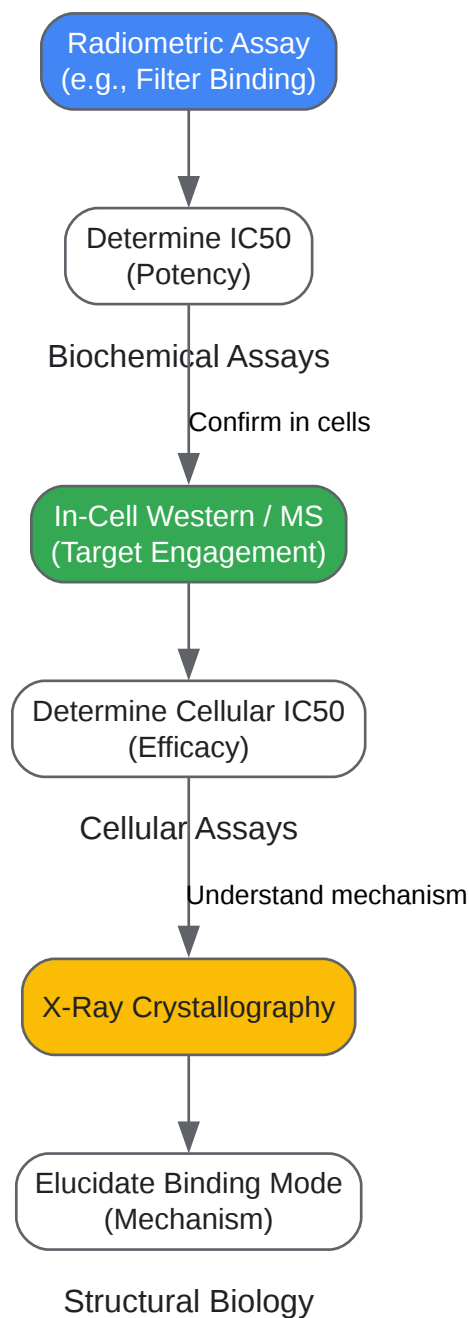 Radiometric Assay
(e.g., Filter Binding)
Determine IC50
(Potency)
Biochemical Assays
Confirm in cells
In-Cell Western / MS
(Target Engagement)
Determine Cellular IC50
(Efficacy)
Cellular Assays
Understand mechanism
X-Ray Crystallography
Elucidate Binding Mode
(Mechanism)
Structural Biology